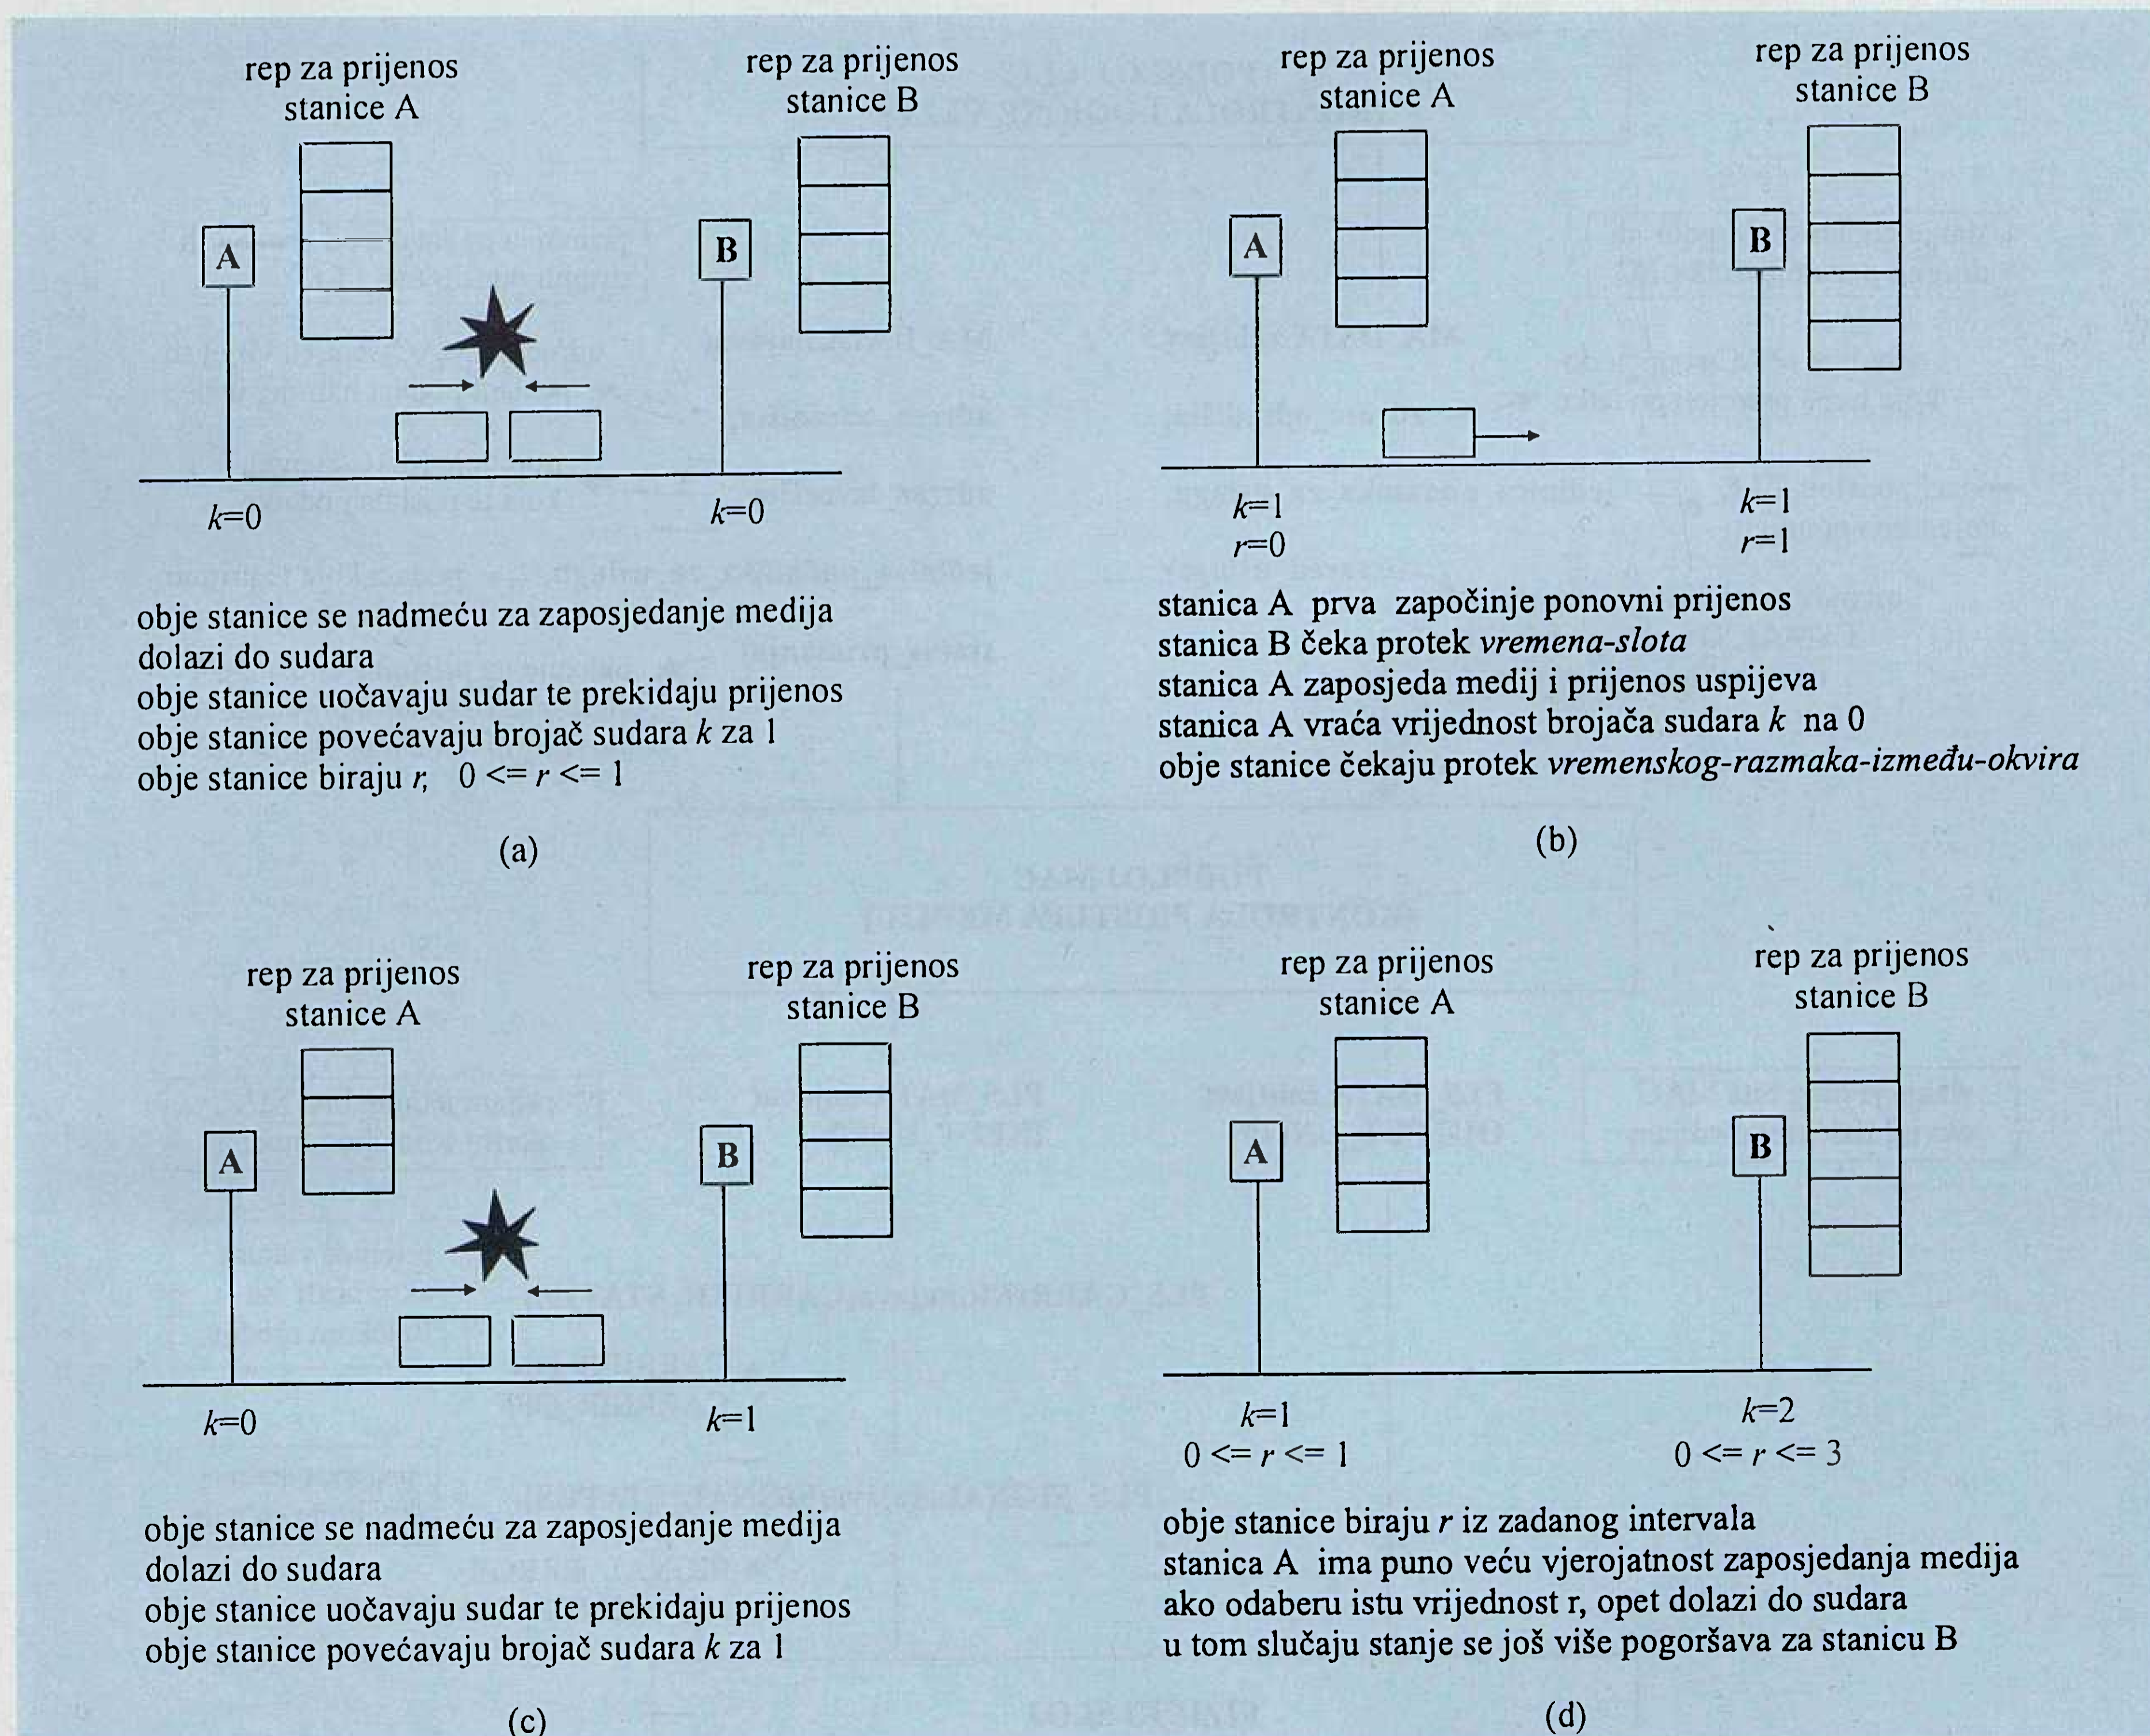 rep za prijenos
stanice A
rep za prijenos
stanice B
A
B
k=0
k=0
obje stanice se nadmeću za zaposjedanje medija
dolazi do sudara
obje stanice uočavaju sudar te prekidaju prijenos
obje stanice povećavaju brojač sudara k za 1
obje stanice biraju r, 0 <= r <= 1
(a)
rep za prijenos
stanice A
rep za prijenos
stanice B
A
B
k=1
r=0
k=1
r=1
stanica A prva započinje ponovni prijenos
stanica B čeka protek vremena-slota
stanica A zaposjeda medij i prijenos uspijeva
stanica A vraća vrijednost brojača sudara k na 0
obje stanice čekaju protek vremenskog-razmaka-između-okvira
(b)
rep za prijenos
stanice A
rep za prijenos
stanice B
A
B
k=0
k=1
obje stanice se nadmeću za zaposjedanje medija
dolazi do sudara
obje stanice uočavaju sudar te prekidaju prijenos
obje stanice povećavaju brojač sudara k za 1
(c)
rep za prijenos
stanice A
rep za prijenos
stanice B
A
B
k=1
0 <= r <= 1
k=2
0 <= r <= 3
obje stanice biraju r iz zadanog intervala
stanica A ima puno veću vjerojatnost zaposjedanja medija
ako odaberu istu vrijednost r, opet dolazi do sudara
u tom slučaju stanje se još više pogoršava za stanicu B
(d)